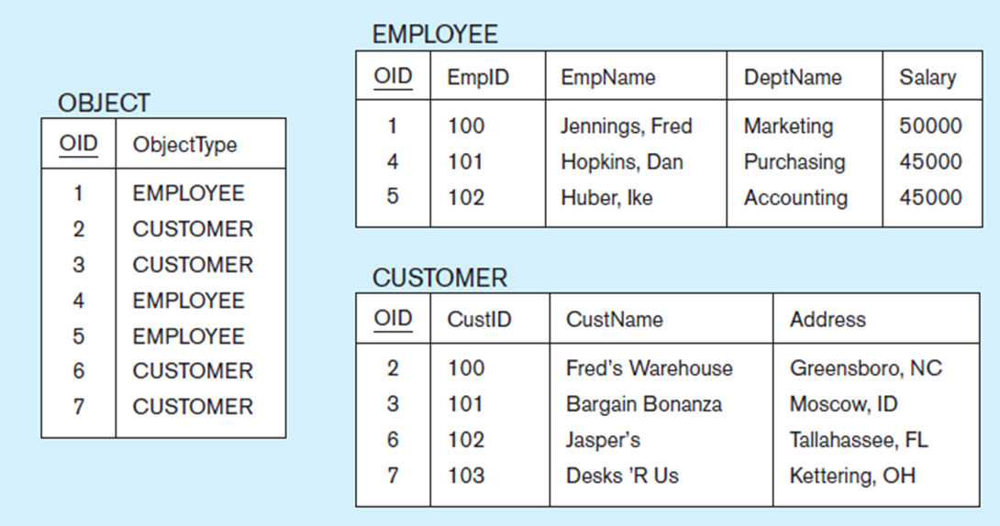 OBJECT
OID ObjectType
1 EMPLOYEE
2 CUSTOMER
3 CUSTOMER
4 EMPLOYEE
5 EMPLOYEE
6 CUSTOMER
7 CUSTOMER
EMPLOYEE
OID EmpID EmpName DeptName Salary
1 100 Jennings, Fred Marketing 50000
4 101 Hopkins, Dan Purchasing 45000
5 102 Huber, Ike Accounting 45000
CUSTOMER
OID CustID CustName Address
2 100 Fred’s Warehouse Greensboro, NC
3 101 Bargain Bonanza Moscow, ID
6 102 Jasper’s Tallahassee, FL
7 103 Desks ’R Us Kettering, OH